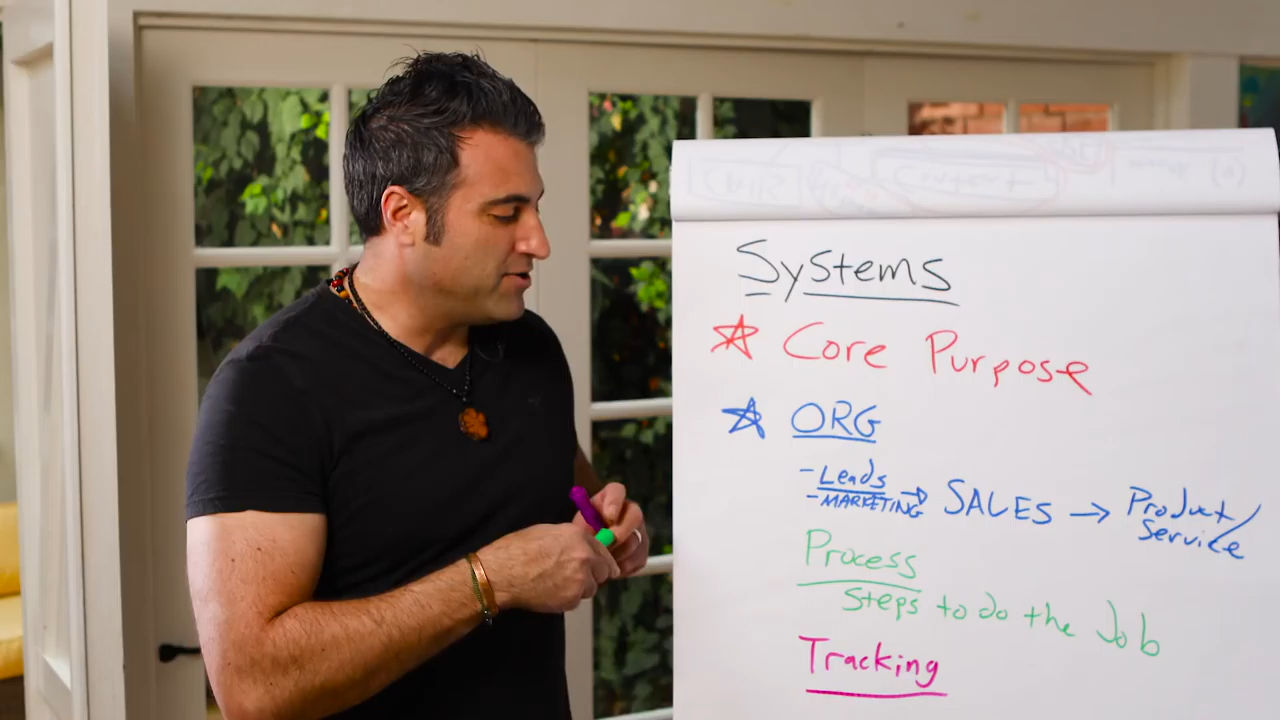 Systems
Core Purpose
ORG
- Leads
- MARKETING → SALES → Product/
Service
Process
Steps to do the Job
Tracking